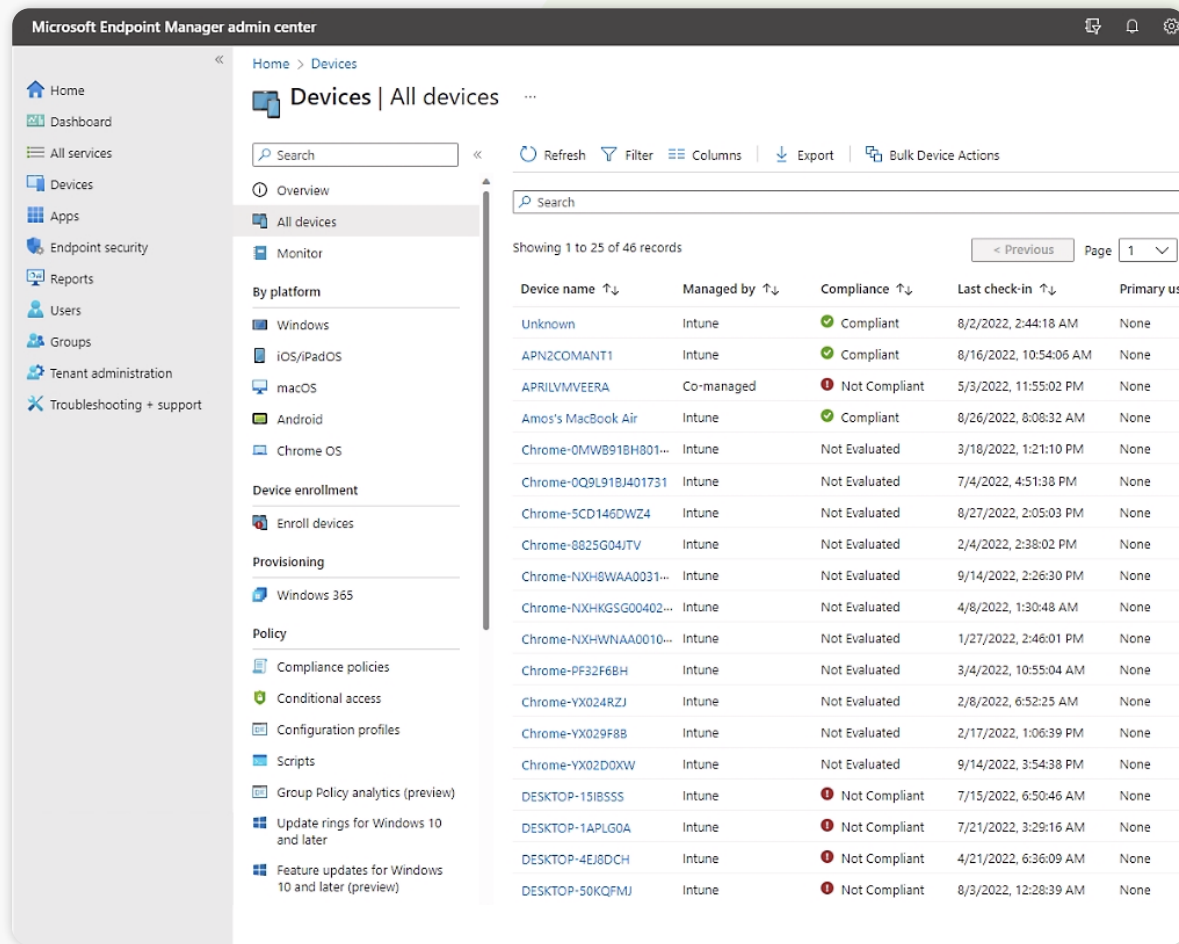 Microsoft Endpoint Manager admin center
«
Home
Dashboard
All services
Devices
Apps
Endpoint security
Reports
Users
Groups
Tenant administration
Troubleshooting + support
Home > Devices
Devices | All devices ...
Search «
Overview
All devices
Monitor
By platform
Windows
iOS/iPadOS
macOS
Android
Chrome OS
Device enrollment
Enroll devices
Provisioning
Windows 365
Policy
Compliance policies
Conditional access
Configuration profiles
Scripts
Group Policy analytics (preview)
Update rings for Windows 10
and later
Feature updates for Windows
10 and later (preview)
Refresh Filter Columns Export Bulk Device Actions
Search
Showing 1 to 25 of 46 records < Previous Page 1
Device name ↑↓ Managed by ↑↓ Compliance ↑↓ Last check-in ↑↓ Primary us
Unknown Intune Compliant 8/2/2022, 2:44:18 AM None
APN2COMANT1 Intune Compliant 8/16/2022, 10:54:06 AM None
APRILVMVEERA Co-managed Not Compliant 5/3/2022, 11:55:02 PM None
Amos's MacBook Air Intune Compliant 8/26/2022, 8:08:32 AM None
Chrome-0MWB91BH801... Intune Not Evaluated 3/18/2022, 1:21:10 PM None
Chrome-0Q9L91BJ401731 Intune Not Evaluated 7/4/2022, 4:51:38 PM None
Chrome-5CD146DWZ4 Intune Not Evaluated 8/27/2022, 2:05:03 PM None
Chrome-8825G04JTV Intune Not Evaluated 2/4/2022, 2:38:02 PM None
Chrome-NXH8WAA0031... Intune Not Evaluated 9/14/2022, 2:26:30 PM None
Chrome-NXHKGSG00402... Intune Not Evaluated 4/8/2022, 1:30:48 AM None
Chrome-NXHWNAA0010... Intune Not Evaluated 1/27/2022, 2:46:01 PM None
Chrome-PF32F6BH Intune Not Evaluated 3/4/2022, 10:55:04 AM None
Chrome-YX024RZJ Intune Not Evaluated 2/8/2022, 6:52:25 AM None
Chrome-YX029F8B Intune Not Evaluated 2/17/2022, 1:06:39 PM None
Chrome-YX02D0XW Intune Not Evaluated 9/14/2022, 3:54:38 PM None
DESKTOP-15IBSSS Intune Not Compliant 7/15/2022, 6:50:46 AM None
DESKTOP-1APLG0A Intune Not Compliant 7/21/2022, 3:29:16 AM None
DESKTOP-4EJ8DCH Intune Not Compliant 4/21/2022, 6:36:09 AM None
DESKTOP-50KQFMJ Intune Not Compliant 8/3/2022, 12:28:39 AM None